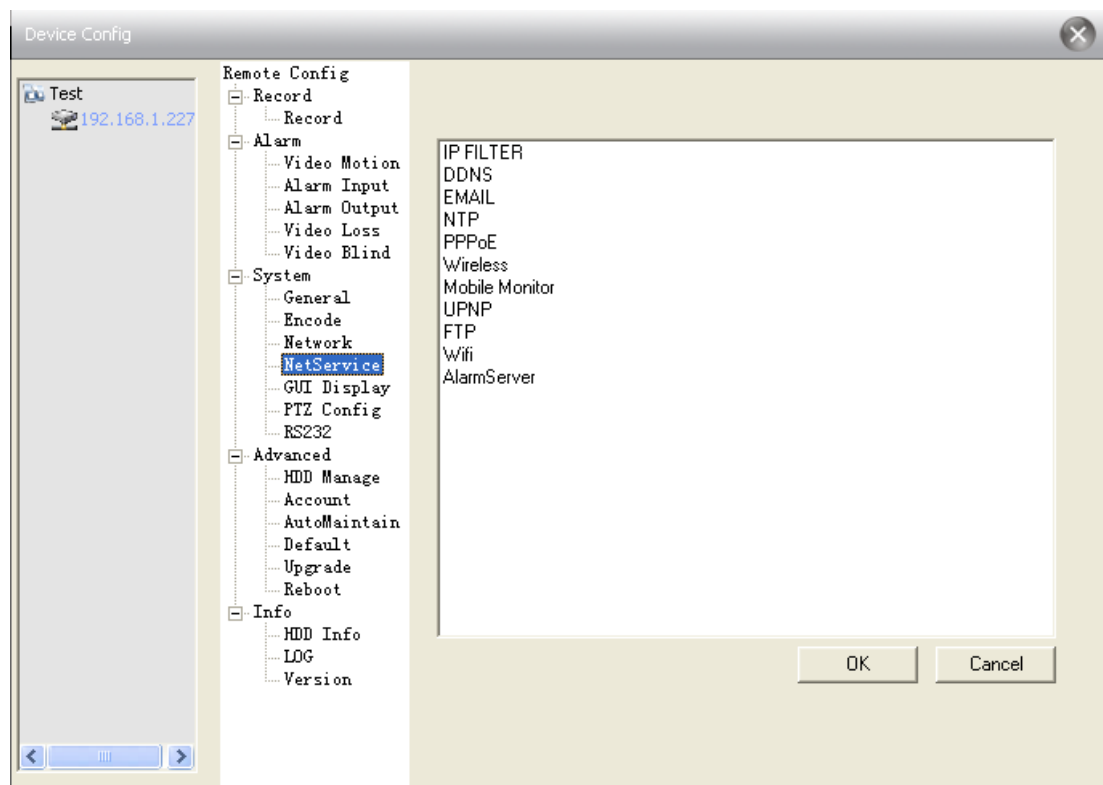 Device Config
Test
192.168.1.227
Remote Config
Record
Record
Alarm
Video Motion
Alarm Input
Alarm Output
Video Loss
Video Blind
System
General
Encode
Network
NetService
GUI Display
PTZ Config
RS232
Advanced
HDD Manage
Account
AutoMaintain
Default
Upgrade
Reboot
Info
HDD Info
LOG
Version
IP FILTER
DDNS
EMAIL
NTP
PPPoE
Wireless
Mobile Monitor
UPNP
FTP
Wifi
AlarmServer
OK
Cancel